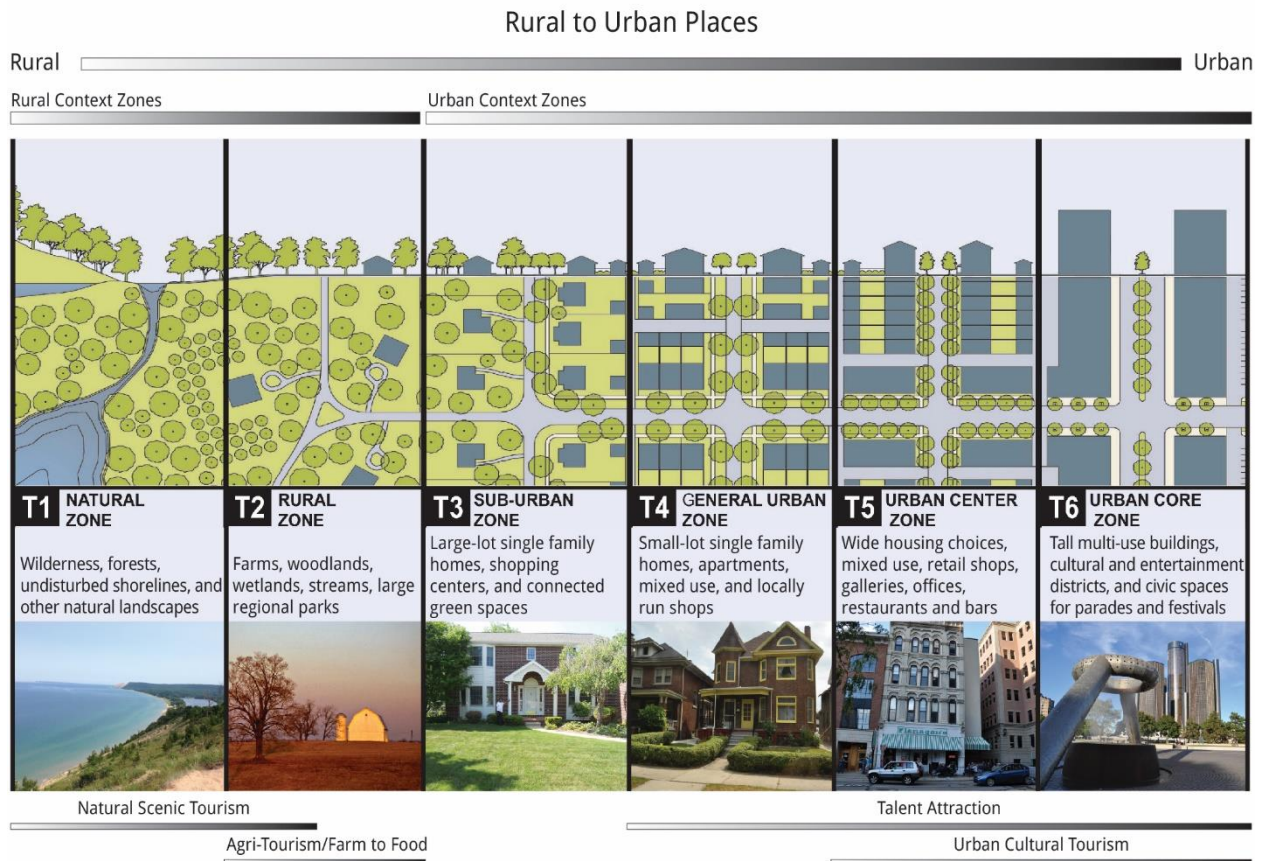 Rural to Urban Places
Rural
Urban
Rural Context Zones
Urban Context Zones
T1 NATURAL
ZONE
Wilderness, forests,
undisturbed shorelines, and
other natural landscapes
T2 RURAL
ZONE
Farms, woodlands,
wetlands, streams, large
regional parks
T3 SUB-URBAN
ZONE
Large-lot single family
homes, shopping
centers, and connected
green spaces
T4 GENERAL URBAN
ZONE
Small-lot single family
homes, apartments,
mixed use, and locally
run shops
T5 URBAN CENTER
ZONE
Wide housing choices,
mixed use, retail shops,
galleries, offices,
restaurants and bars
T6 URBAN CORE
ZONE
Tall multi-use buildings,
cultural and entertainment
districts, and civic spaces
for parades and festivals
Natural Scenic Tourism
Talent Attraction
Agri-Tourism/Farm to Food
Urban Cultural Tourism